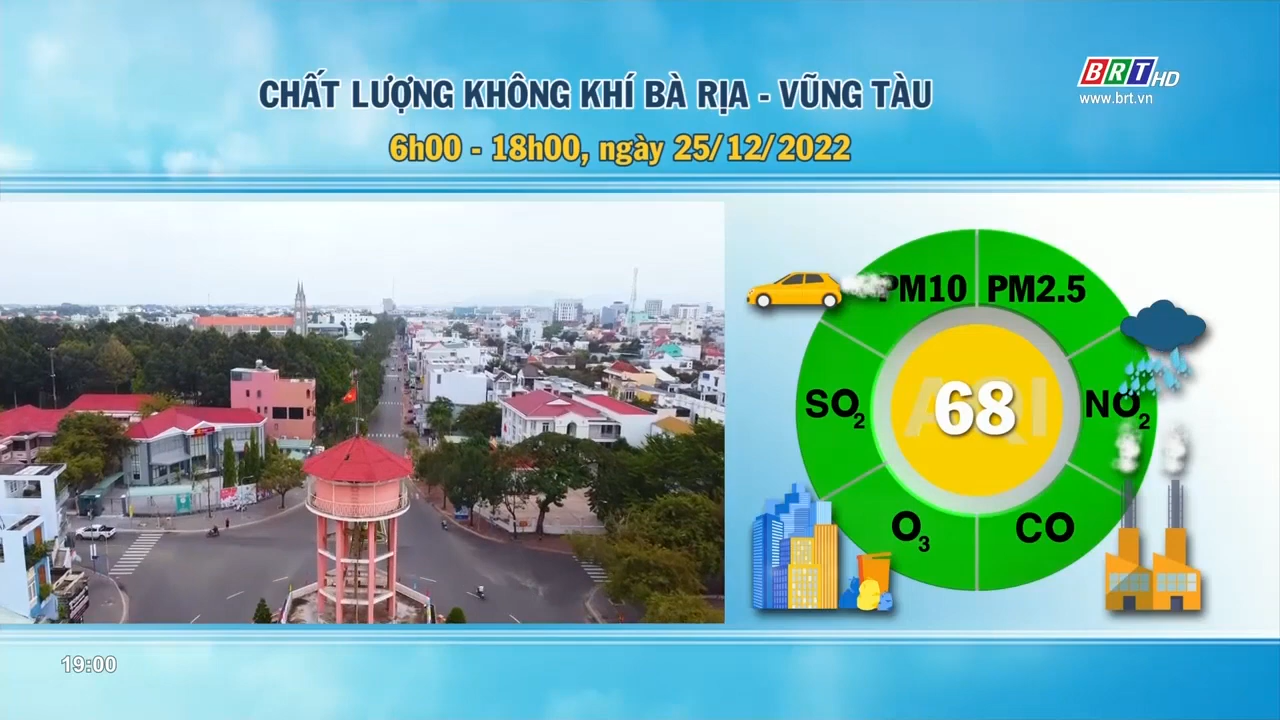 CHẤT LƯỢNG KHÔNG KHÍ BÀ RỊA - VŨNG TÀU
6h00 - 18h00, ngày 25/12/2022
BRT HD
www.brt.vn
PM10 PM2.5
SO₂ AQI 68 NO₂
O₃ CO
19:00